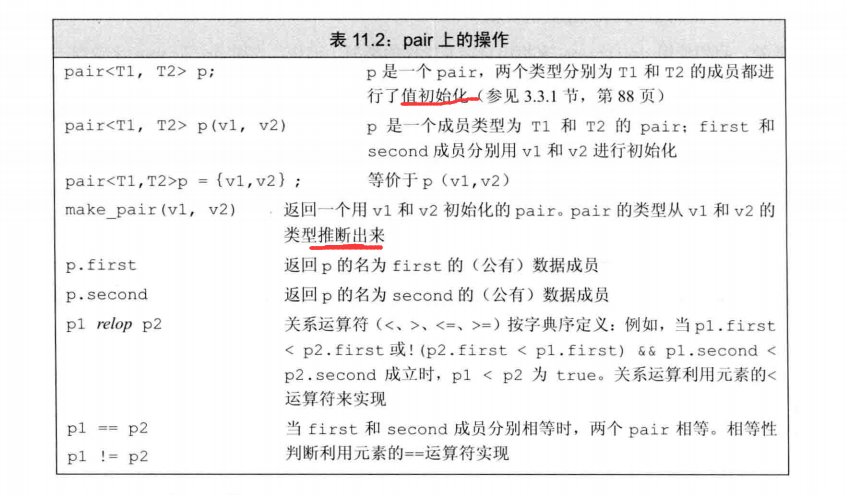 表 11.2：pair 上的操作
pair<T1, T2> p; p 是一个 pair，两个类型分别为 T1 和 T2 的成员都进
行了值初始化（参见 3.3.1 节，第 88 页）
pair<T1, T2> p(v1, v2) p 是一个成员类型为 T1 和 T2 的 pair；first 和
second 成员分别用 v1 和 v2 进行初始化
pair<T1,T2>p = {v1,v2} ; 等价于 p（v1,v2）
make_pair(v1, v2) 返回一个用 v1 和 v2 初始化的 pair。pair 的类型从 v1 和 v2 的
类型推断出来
p.first 返回 p 的名为 first 的（公有）数据成员
p.second 返回 p 的名为 second 的（公有）数据成员
p1 relop p2 关系运算符（<、>、<=、>=）按字典序定义：例如，当 p1.first
< p2.first 或!(p2.first < p1.first) && p1.second <
p2.second 成立时，p1 < p2 为 true。关系运算利用元素的<
运算符来实现
p1 == p2 当 first 和 second 成员分别相等时，两个 pair 相等。相等性
p1 != p2 判断利用元素的==运算符实现